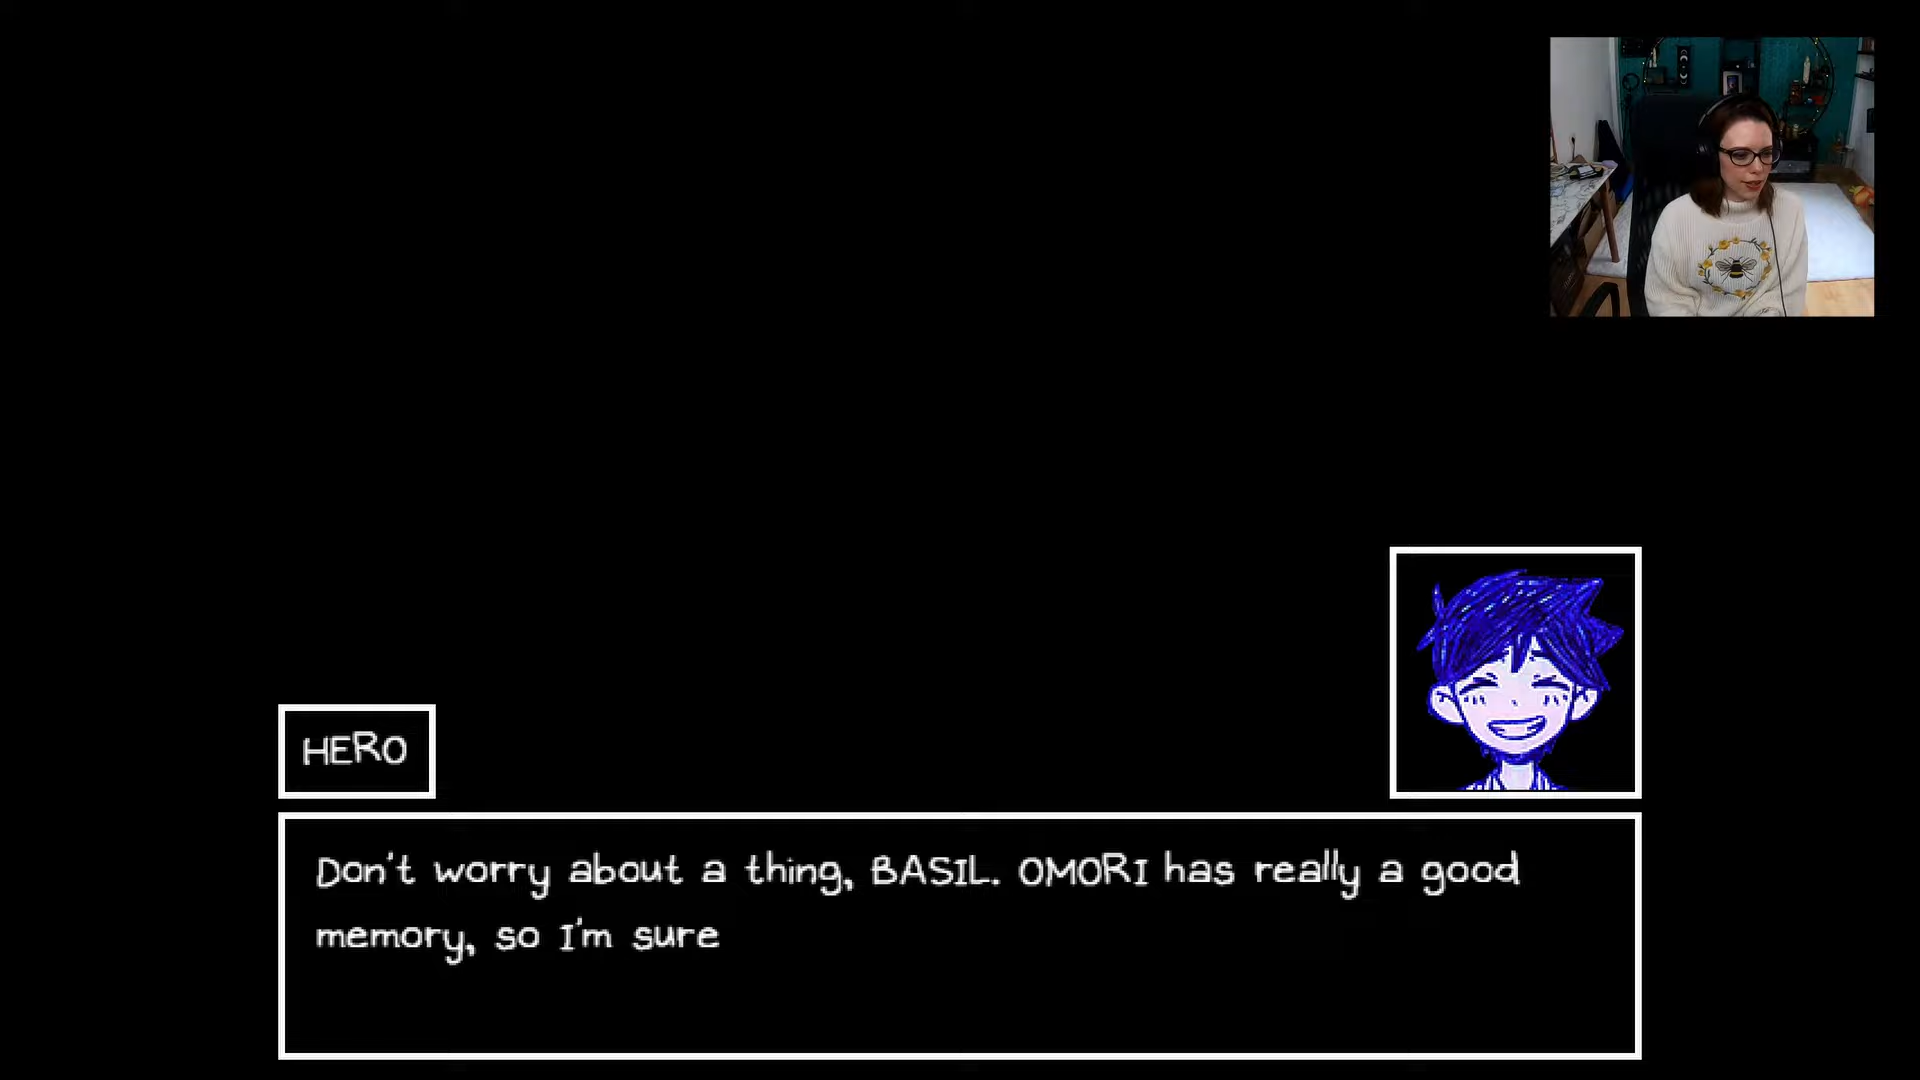 HERO
Don't worry about a thing, BASIL. OMORI has really a good
memory, so I'm sure